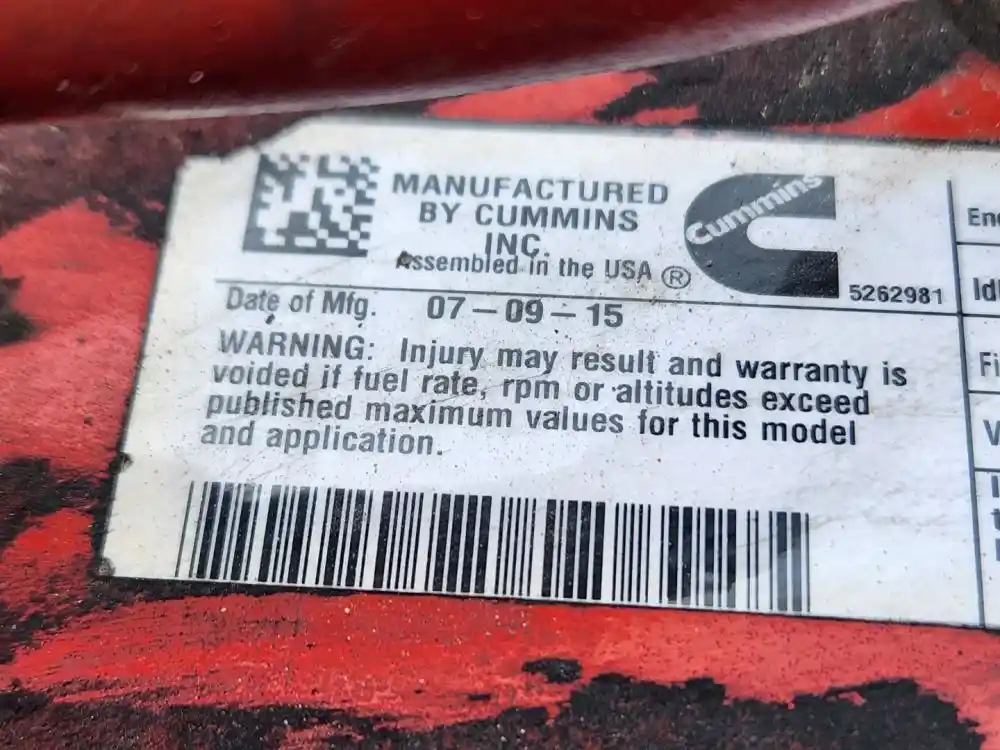 MANUFACTURED
BY CUMMINS
INC.
Assembled in the USA ®
Cummins
5262981
Date of Mfg. 07-09-15
WARNING: Injury may result and warranty is
voided if fuel rate, rpm or altitudes exceed
published maximum values for this model
and application.